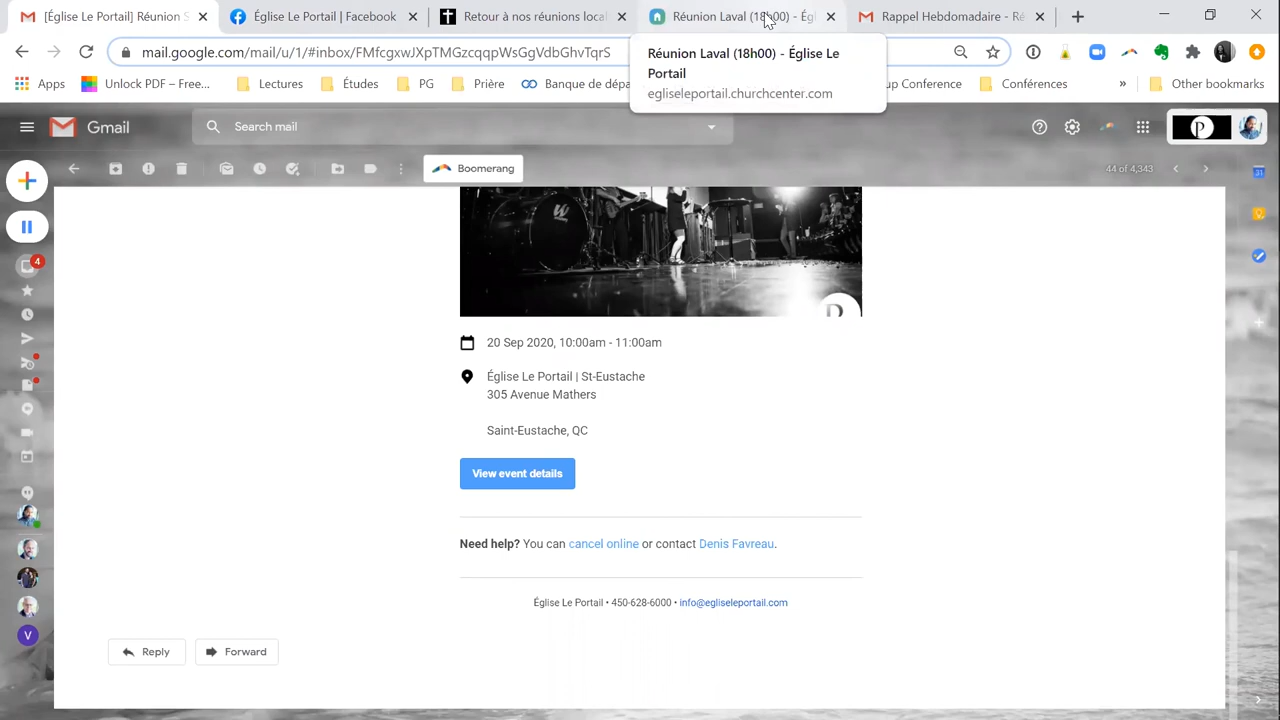 [Église Le Portail] Réunion S
Église Le Portail | Facebook
Retour à nos réunions loca
Réunion Laval (18h00) - Égl
Rappel Hebdomadaire - Ré
mail.google.com/mail/u/1/#inbox/FMfcgxwJXpTMGzcqqpWsGgVdbGhvTqrS
Réunion Laval (18h00) - Église Le
Portail
egliseleportail.churchcenter.com
Apps
Unlock PDF – Free…
Lectures
Études
PG
Prière
Banque de dépa
up Conference
Conférences
»
Other bookmarks
Gmail
Search mail
P
Boomerang
44 of 4,343
31
4
W
P
20 Sep 2020, 10:00am - 11:00am
Église Le Portail | St-Eustache
305 Avenue Mathers
Saint-Eustache, QC
View event details
Need help? You can cancel online or contact Denis Favreau.
Église Le Portail • 450-628-6000 • info@egliseleportail.com
V
Reply
Forward